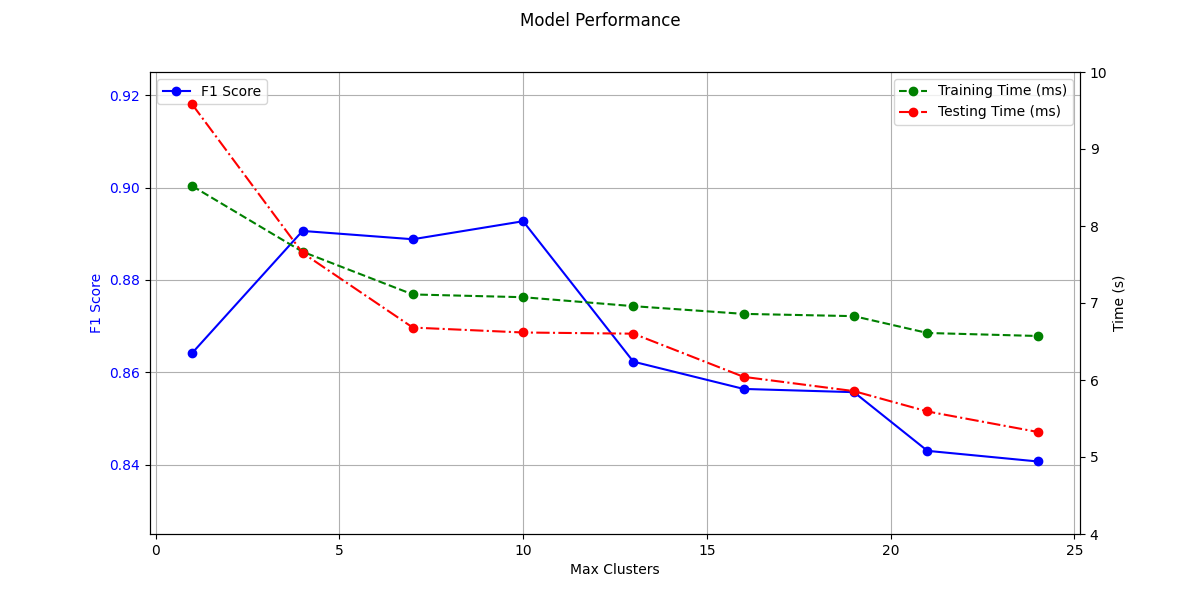 Model Performance
F1 Score
Training Time (ms)
Testing Time (ms)
0.92
0.90
0.88
0.86
0.84
F1 Score
10
9
8
7
6
5
4
Time (s)
0 5 10 15 20 25
Max Clusters